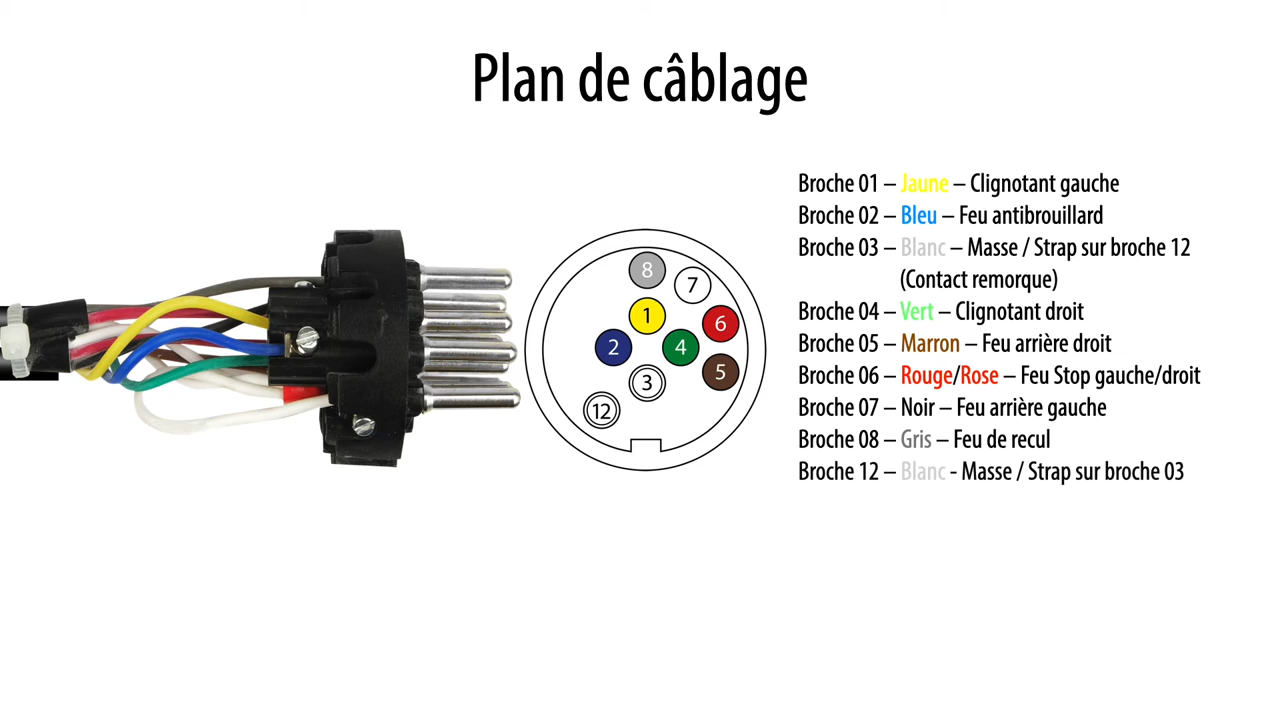 Plan de câblage
Broche 01 – Jaune – Clignotant gauche
Broche 02 – Bleu – Feu antibrouillard
Broche 03 – Blanc – Masse / Strap sur broche 12
(Contact remorque)
Broche 04 – Vert – Clignotant droit
Broche 05 – Marron – Feu arrière droit
Broche 06 – Rouge/Rose – Feu Stop gauche/droit
Broche 07 – Noir – Feu arrière gauche
Broche 08 – Gris – Feu de recul
Broche 12 – Blanc - Masse / Strap sur broche 03
8
7
1
6
2
4
5
3
12